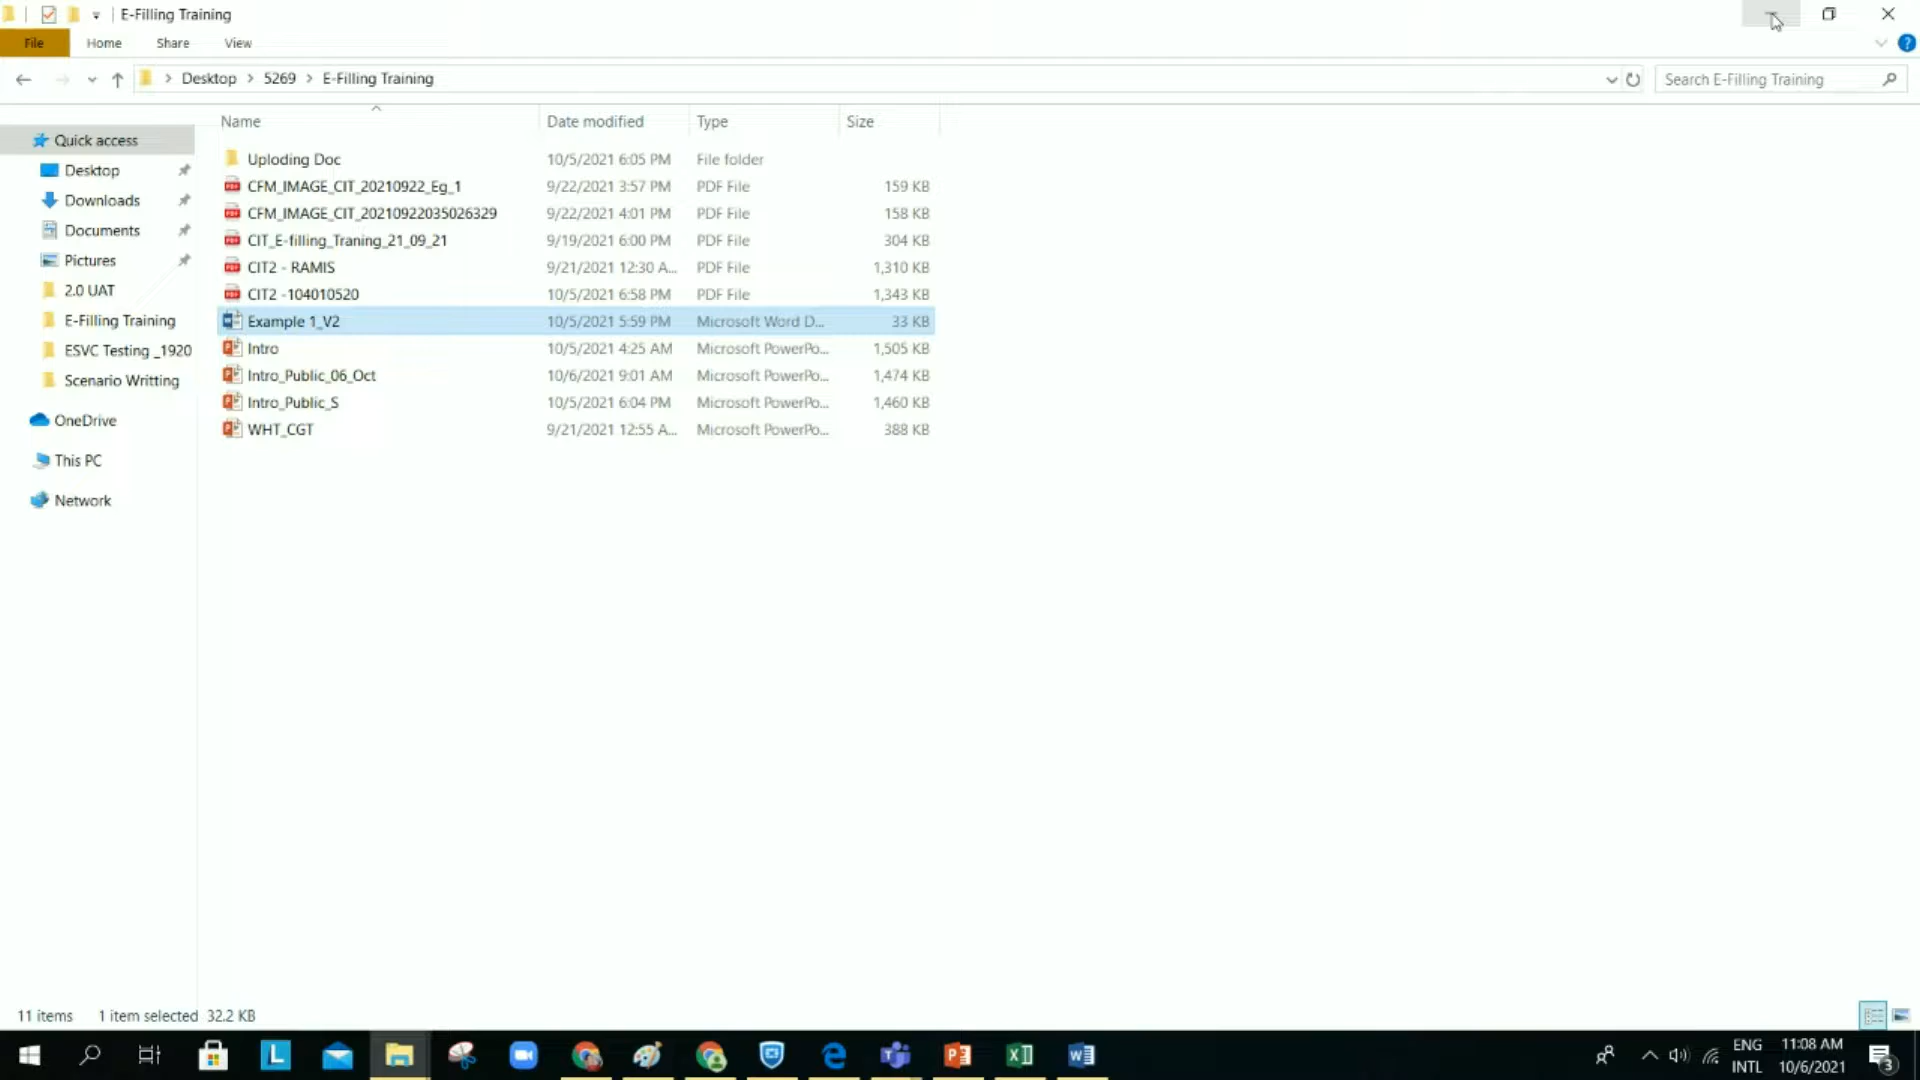 E-Filling Training
File Home Share View
Desktop 5269 E-Filling Training
Search E-Filling Training
Name Date modified Type Size
Quick access
Desktop
Downloads
Documents
Pictures
2.0 UAT
E-Filling Training
ESVC Testing _1920
Scenario Writting
OneDrive
This PC
Network
Uploding Doc 10/5/2021 6:05 PM File folder
CFM_IMAGE_CIT_20210922_Eg_1 9/22/2021 3:57 PM PDF File 159 KB
CFM_IMAGE_CIT_20210922035026329 9/22/2021 4:01 PM PDF File 158 KB
CIT_E-filling_Traning_21_09_21 9/19/2021 6:00 PM PDF File 304 KB
CIT2 - RAMIS 9/21/2021 12:30 A... PDF File 1,310 KB
CIT2 -104010520 10/5/2021 6:58 PM PDF File 1,343 KB
Example 1_V2 10/5/2021 5:59 PM Microsoft Word D... 33 KB
Intro 10/5/2021 4:25 AM Microsoft PowerPo... 1,505 KB
Intro_Public_06_Oct 10/6/2021 9:01 AM Microsoft PowerPo... 1,474 KB
Intro_Public_S 10/5/2021 6:04 PM Microsoft PowerPo... 1,460 KB
WHT_CGT 9/21/2021 12:55 A... Microsoft PowerPo... 388 KB
11 items 1 item selected 32.2 KB
ENG 11:08 AM
INTL 10/6/2021
3